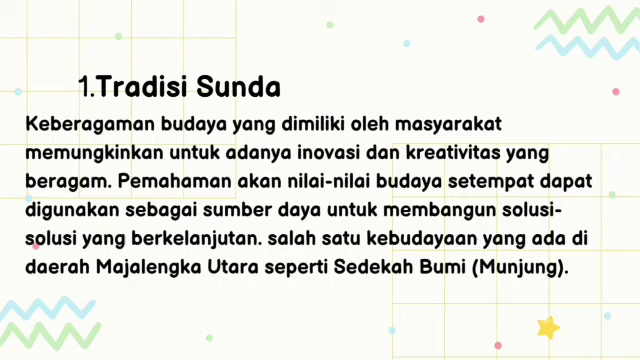 1.Tradisi Sunda
Keberagaman budaya yang dimiliki oleh masyarakat
memungkinkan untuk adanya inovasi dan kreativitas yang
beragam. Pemahaman akan nilai-nilai budaya setempat dapat
digunakan sebagai sumber daya untuk membangun solusi-
solusi yang berkelanjutan. salah satu kebudayaan yang ada di
daerah Majalengka Utara seperti Sedekah Bumi (Munjung).